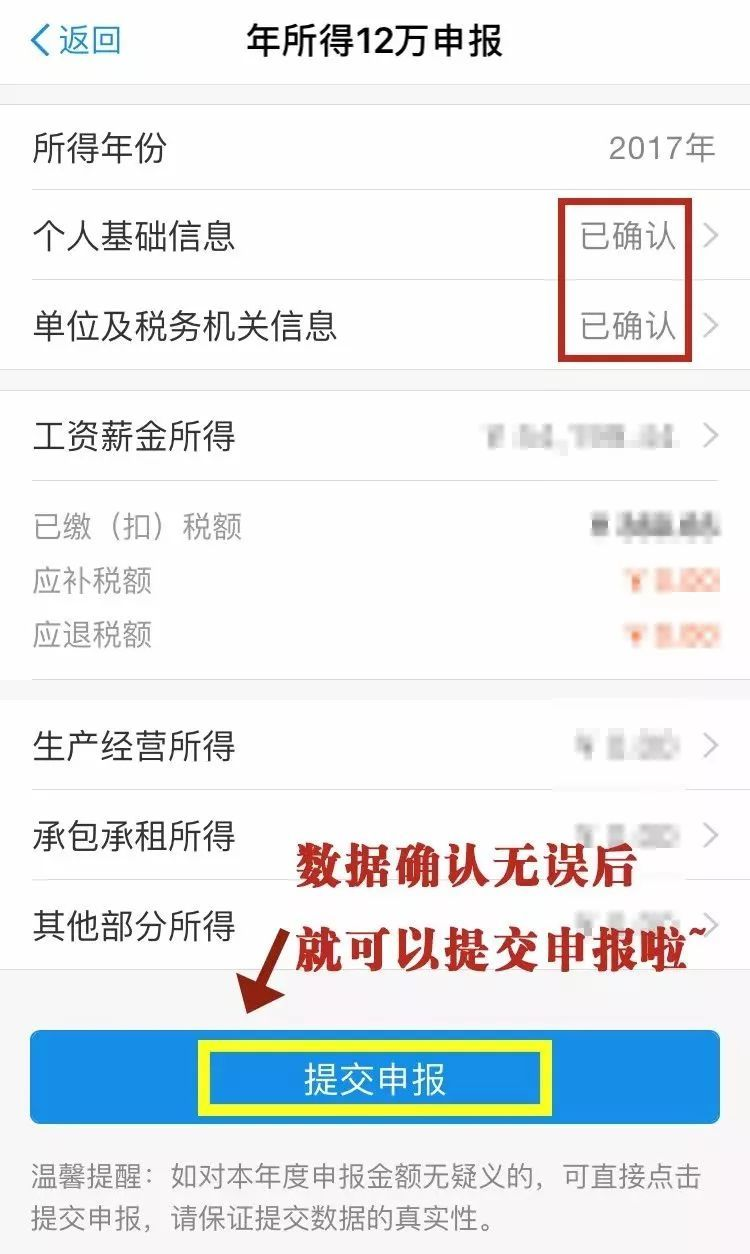 返回
年所得12万申报
所得年份 2017年
个人基础信息 已确认
单位及税务机关信息 已确认
工资薪金所得
已缴（扣）税额
应补税额
应退税额
生产经营所得
承包承租所得
数据确认无误后
其他部分所得
就可以提交申报啦~
提交申报
温馨提醒：如对本年度申报金额无疑义的，可直接点击
提交申报，请保证提交数据的真实性。